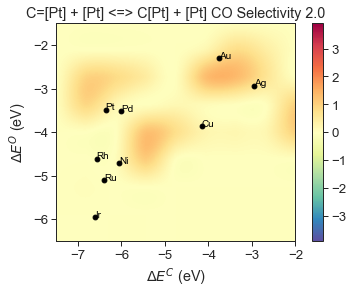 C=[Pt] + [Pt] <=> C[Pt] + [Pt] CO Selectivity 2.0
−2
−3
−4
−5
−6
ΔE^O (eV)
Au
Ag
Pt
Pd
Cu
Rh
Ni
Ru
Ir
3
2
1
0
−1
−2
−3
−7 −6 −5 −4 −3 −2
ΔE^C (eV)